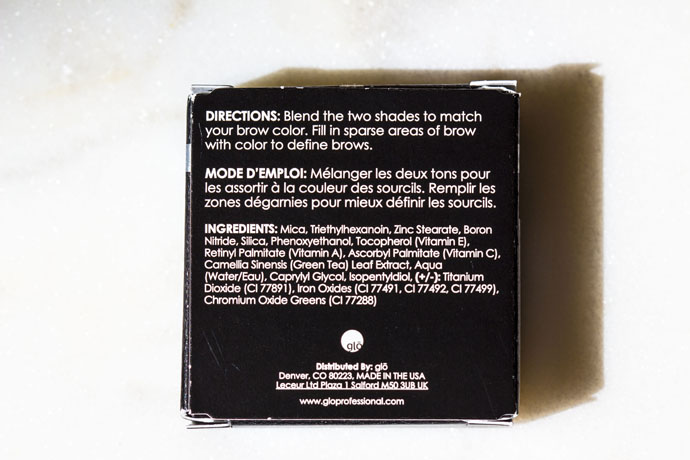 DIRECTIONS: Blend the two shades to match
your brow color. Fill in sparse areas of brow
with color to define brows.
MODE D'EMPLOI: Mélanger les deux tons pour
les assortir à la couleur des sourcils. Remplir les
zones dégarnies pour mieux définir les sourcils.
INGREDIENTS: Mica, Triethylhexanoin, Zinc Stearate, Boron
Nitride, Silica, Phenoxyethanol, Tocopherol (Vitamin E),
Retinyl Palmitate (Vitamin A), Ascorbyl Palmitate (Vitamin C),
Camellia Sinensis (Green Tea) Leaf Extract, Aqua
(Water/Eau), Caprylyl Glycol, Isopentyldiol, (+/-): Titanium
Dioxide (CI 77891), Iron Oxides (CI 77491, CI 77492, CI 77499),
Chromium Oxide Greens (CI 77288)
glō
Distributed By: glō
Denver, CO 80223, MADE IN THE USA
Leceur Ltd Plaza 1 Salford M50 3UB UK
www.gloprofessional.com